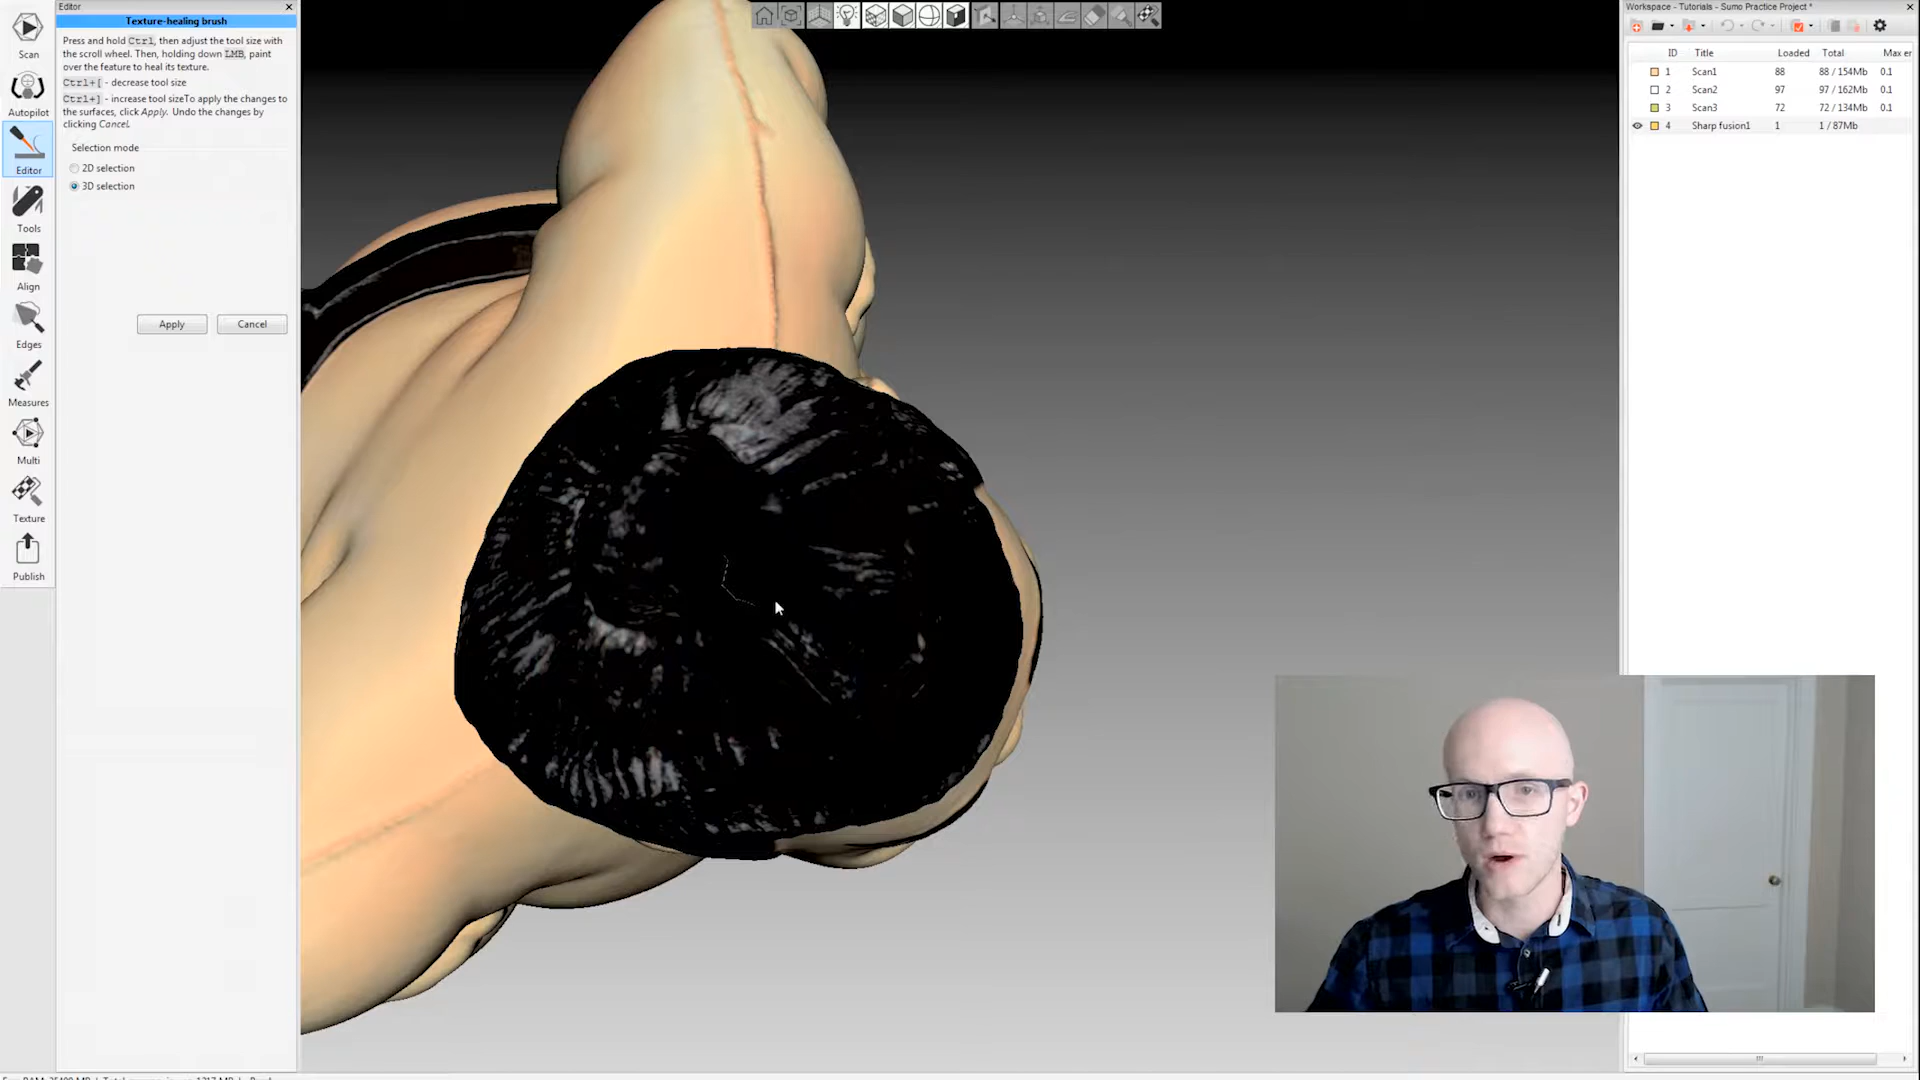 Editor
Texture-healing brush
Press and hold Ctrl, then adjust the tool size with
the scroll wheel. Then, holding down LMB, paint
over the feature to heal its texture.
Ctrl+[ - decrease tool size
Ctrl+] - increase tool sizeTo apply the changes to
the surfaces, click Apply. Undo the changes by
clicking Cancel.
Selection mode
2D selection
3D selection
Apply
Cancel
Scan
Autopilot
Editor
Tools
Align
Edges
Measures
Multi
Texture
Publish
Workspace - Tutorials - Sumo Practice Project *
ID Title Loaded Total Max er
1 Scan1 88 88 / 154Mb 0.1
2 Scan2 97 97 / 162Mb 0.1
3 Scan3 72 72 / 134Mb 0.1
4 Sharp fusion1 1 1 / 87Mb